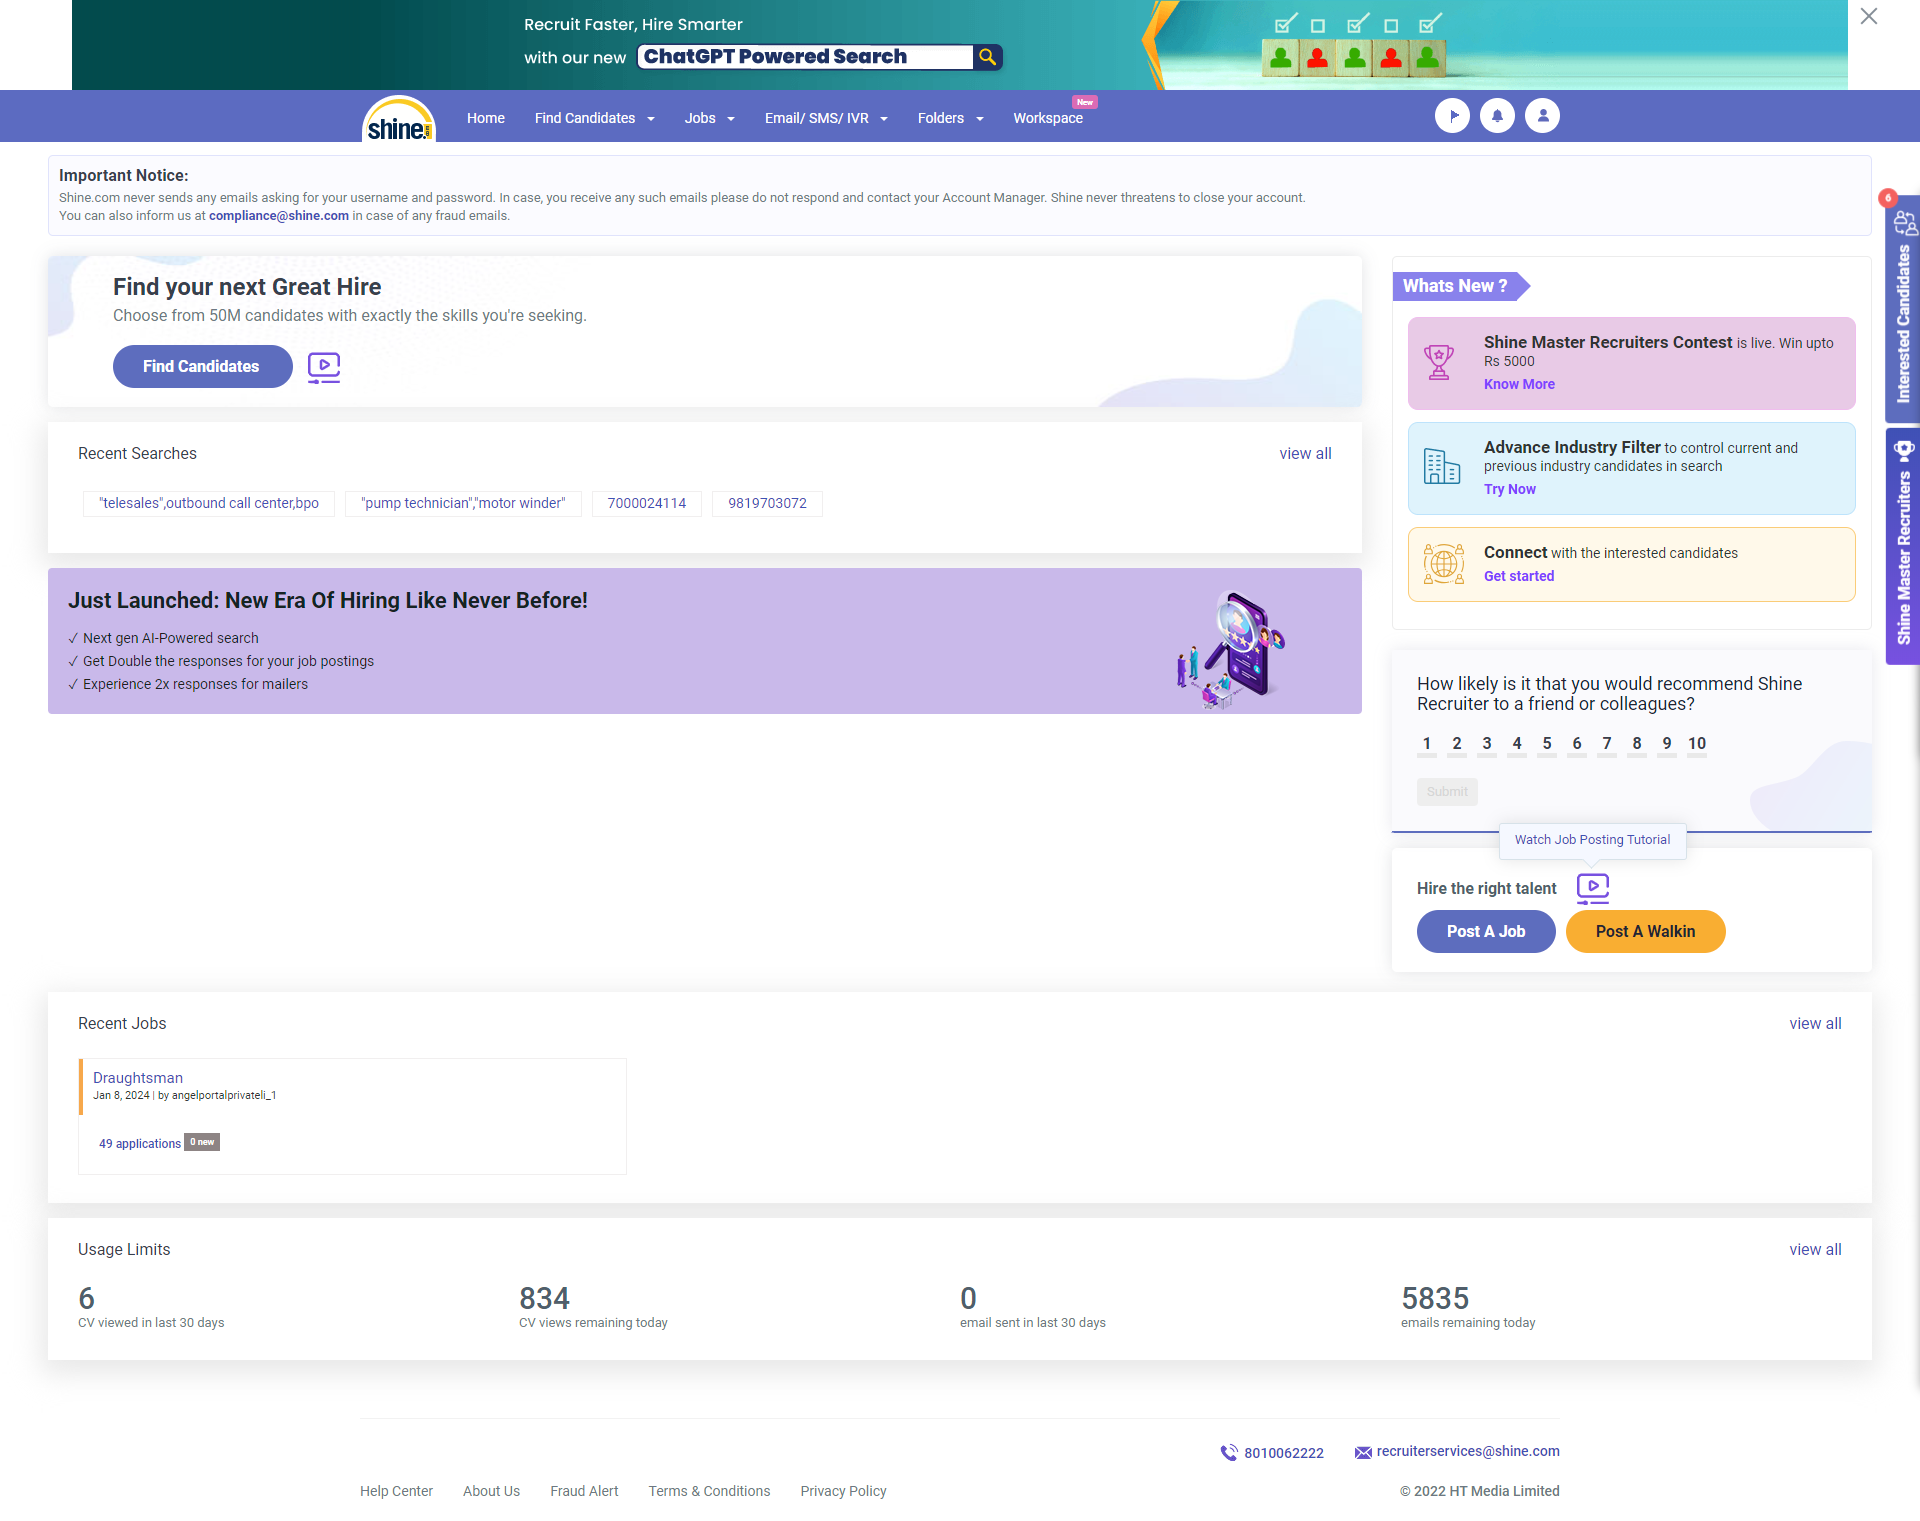 Recruit Faster, Hire Smarter
with our new ChatGPT Powered Search
shine.com
Home Find Candidates Jobs Email/ SMS/ IVR Folders Workspace New
Important Notice:
Shine.com never sends any emails asking for your username and password. In case, you receive any such emails please do not respond and contact your Account Manager. Shine never threatens to close your account.
You can also inform us at compliance@shine.com in case of any fraud emails.
Find your next Great Hire
Choose from 50M candidates with exactly the skills you're seeking.
Find Candidates
Recent Searches view all
"telesales",outbound call center,bpo "pump technician","motor winder" 7000024114 9819703072
Just Launched: New Era Of Hiring Like Never Before!
✓ Next gen AI-Powered search
✓ Get Double the responses for your job postings
✓ Experience 2x responses for mailers
Whats New ?
Shine Master Recruiters Contest is live. Win upto
Rs 5000
Know More
Advance Industry Filter to control current and
previous industry candidates in search
Try Now
Connect with the interested candidates
Get started
6
Interested Candidates
Shine Master Recruiters
How likely is it that you would recommend Shine
Recruiter to a friend or colleagues?
1 2 3 4 5 6 7 8 9 10
Submit
Watch Job Posting Tutorial
Hire the right talent
Post A Job Post A Walkin
Recent Jobs view all
Draughtsman
Jan 8, 2024 | by angelportalprivateli_1
49 applications 0 new
Usage Limits view all
6 834 0 5835
CV viewed in last 30 days CV views remaining today email sent in last 30 days emails remaining today
8010062222 recruiterservices@shine.com
Help Center About Us Fraud Alert Terms & Conditions Privacy Policy © 2022 HT Media Limited